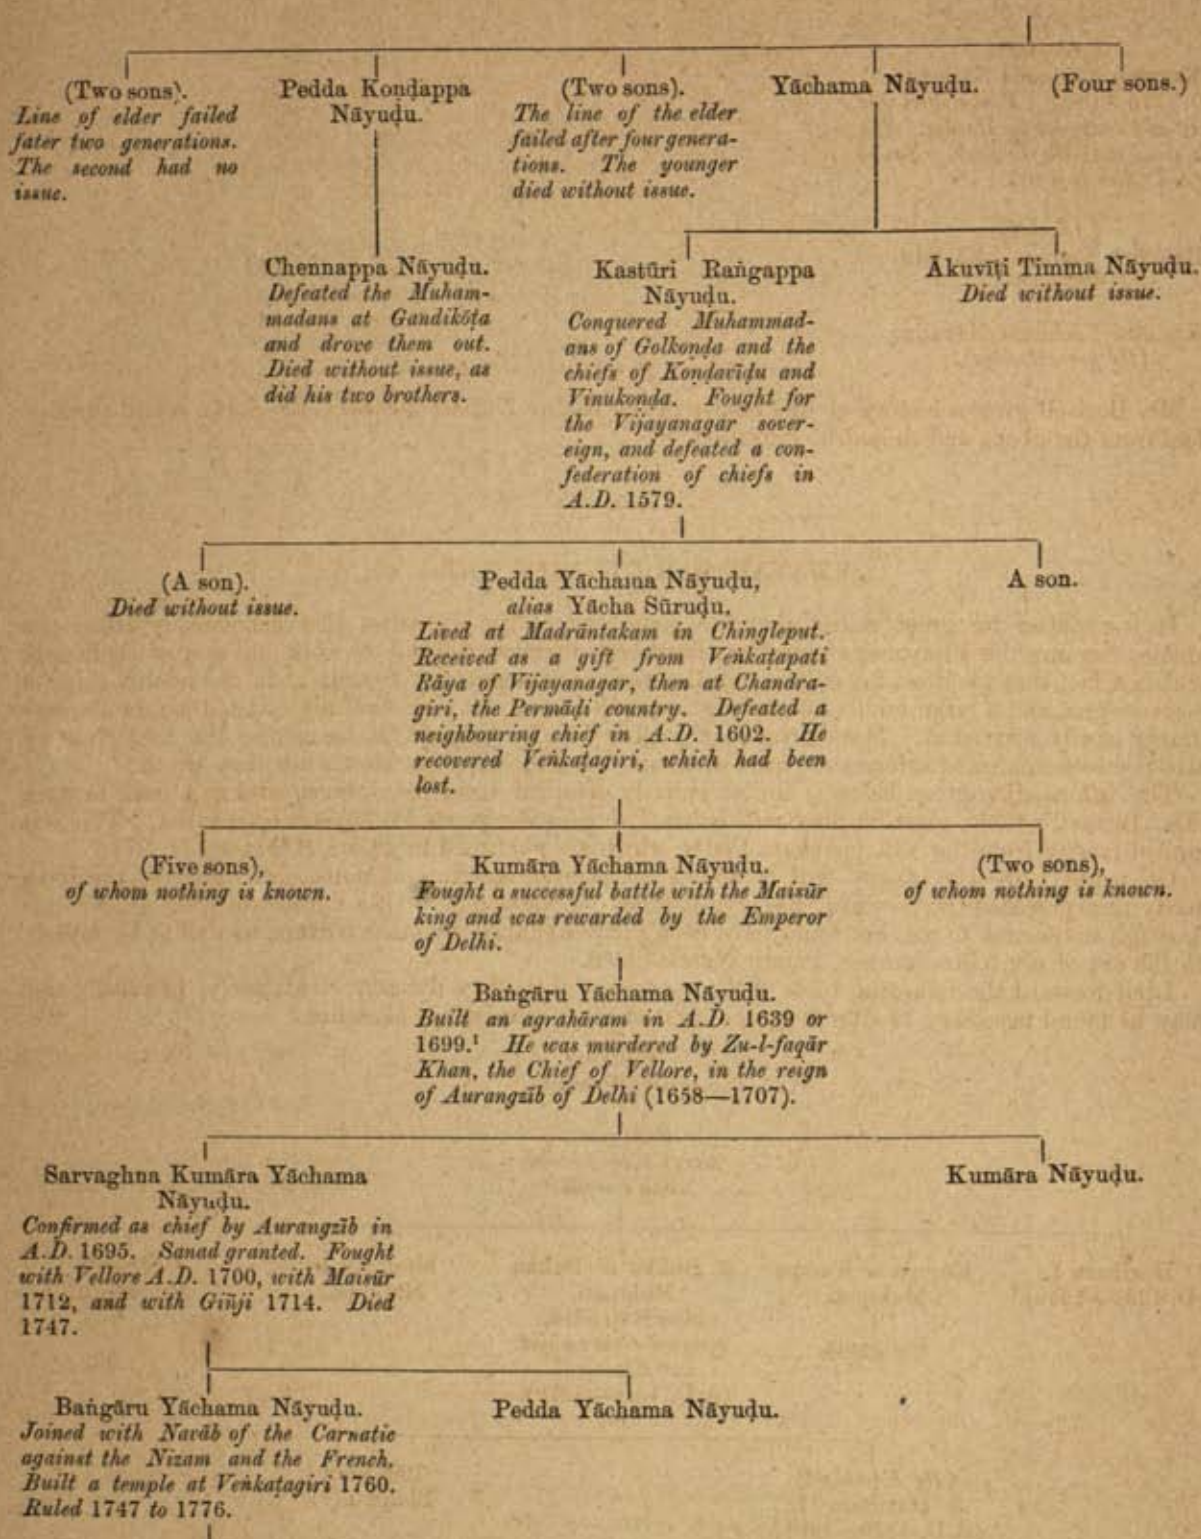 (Two sons).
Line of elder failed
fater two generations.
The second had no
issue.
Pedda Koṇḍappa
Nāyuḍu.
(Two sons).
The line of the elder
failed after four genera-
tions. The younger
died without issue.
Yāchama Nāyuḍu.
(Four sons.)
Chennappa Nāyuḍu.
Defeated the Muham-
madans at Gandikōṭa
and drove them out.
Died without issue, as
did his two brothers.
Kastūri Raṅgappa
Nāyuḍu.
Conquered Muhammad-
ans of Golkoṇḍa and the
chiefs of Koṇḍavīḍu and
Vinukoṇḍa. Fought for
the Vijayanagar sover-
eign, and defeated a con-
federation of chiefs in
A.D. 1579.
Ākuvīṭi Timma Nāyuḍu.
Died without issue.
(A son).
Died without issue.
Pedda Yāchama Nāyuḍu,
alias Yācha Sūruḍu.
Lived at Madrāntakam in Chingleput.
Received as a gift from Veṅkaṭapati
Rāya of Vijayanagar, then at Chandra-
giri, the Permāḍi country. Defeated a
neighbouring chief in A.D. 1602. He
recovered Veṅkaṭagiri, which had been
lost.
A son.
(Five sons),
of whom nothing is known.
Kumāra Yāchama Nāyuḍu.
Fought a successful battle with the Maisūr
king and was rewarded by the Emperor
of Delhi.
(Two sons),
of whom nothing is known.
Baṅgāru Yāchama Nāyuḍu.
Built an agrahāram in A.D. 1639 or
1699.¹ He was murdered by Zu-l-faqār
Khan, the Chief of Vellore, in the reign
of Aurangzīb of Delhi (1658—1707).
Sarvaghna Kumāra Yāchama
Nāyuḍu.
Confirmed as chief by Aurangzīb in
A.D. 1695. Sanad granted. Fought
with Vellore A.D. 1700, with Maisūr
1712, and with Giñji 1714. Died
1747.
Kumāra Nāyuḍu.
Baṅgāru Yāchama Nāyuḍu.
Joined with Navāb of the Carnatic
against the Nizam and the French.
Built a temple at Veṅkaṭagiri 1760.
Ruled 1747 to 1776.
Pedda Yāchama Nāyuḍu.